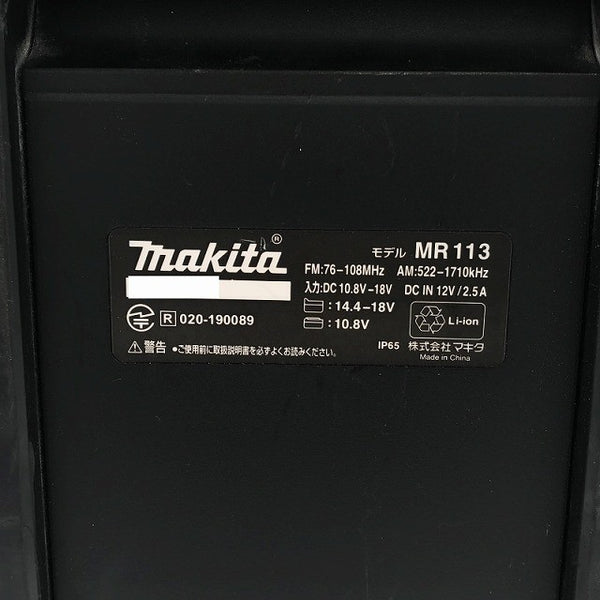 makita®
モデル MR113
FM:76-108MHz AM:522-1710kHz
入力:DC 10.8V-18V DC IN 12V/2.5A
:14.4-18V
:10.8V
Li-ion
R 020-190089
⚠警告 •ご使用前に取扱説明書を必ずよくお読みください。
IP65 株式会社マキタ
Made in China